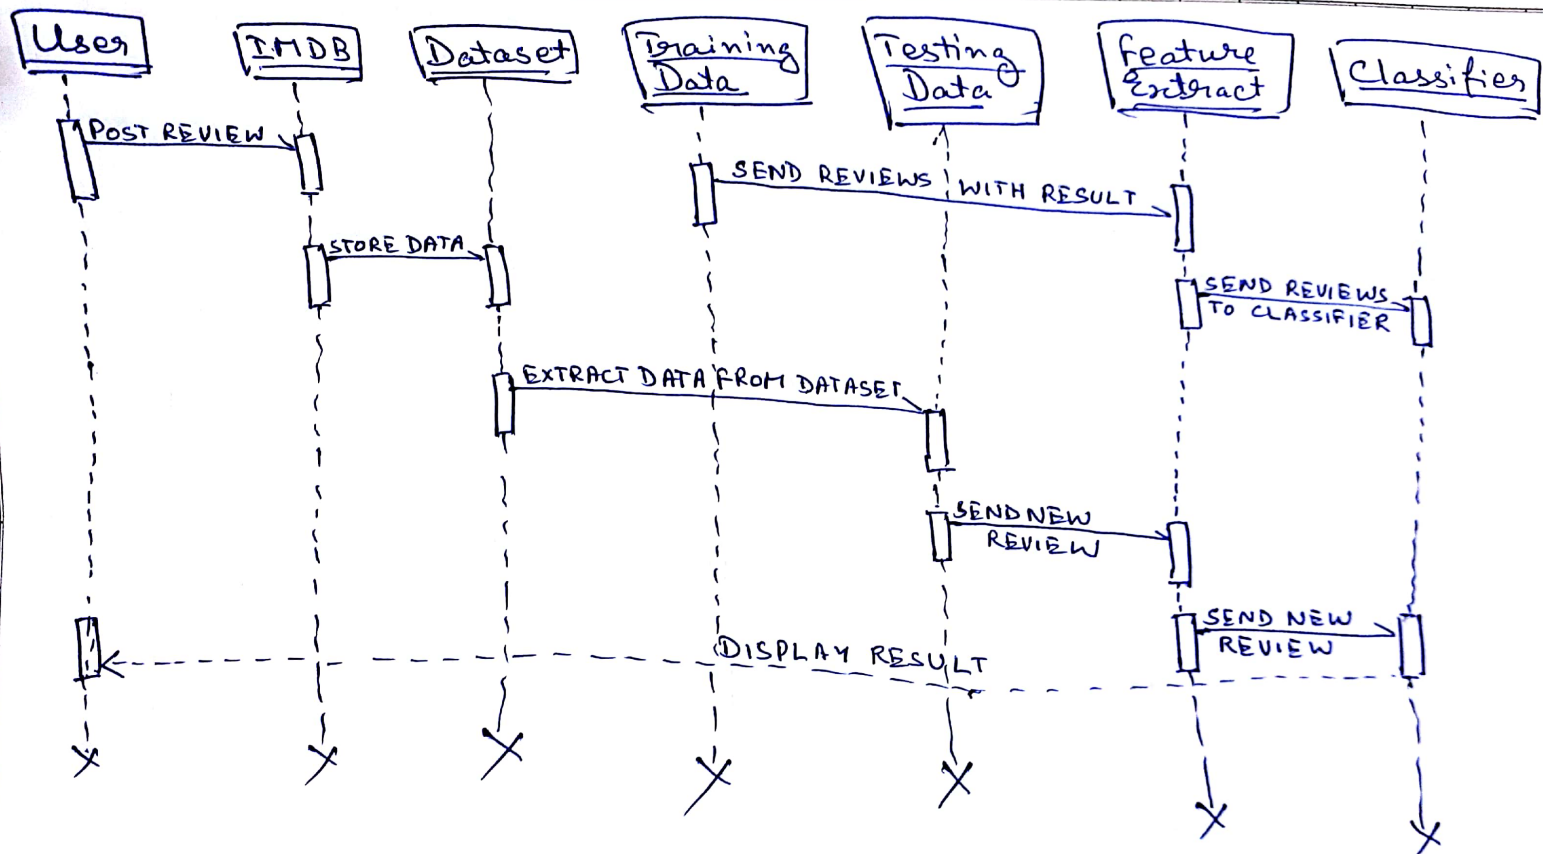 User
IMDB
Dataset
Training
Data
Testing
Data
Feature
Extract
Classifier
POST REVIEW
SEND REVIEWS WITH RESULT
STORE DATA
SEND REVIEWS
TO CLASSIFIER
EXTRACT DATA FROM DATASET
SEND NEW
REVIEW
SEND NEW
REVIEW
DISPLAY RESULT